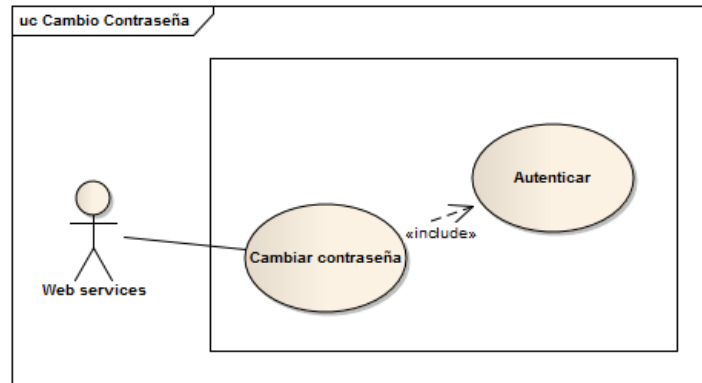 uc Cambio Contraseña
Autenticar
«include»
Cambiar contraseña
Web services